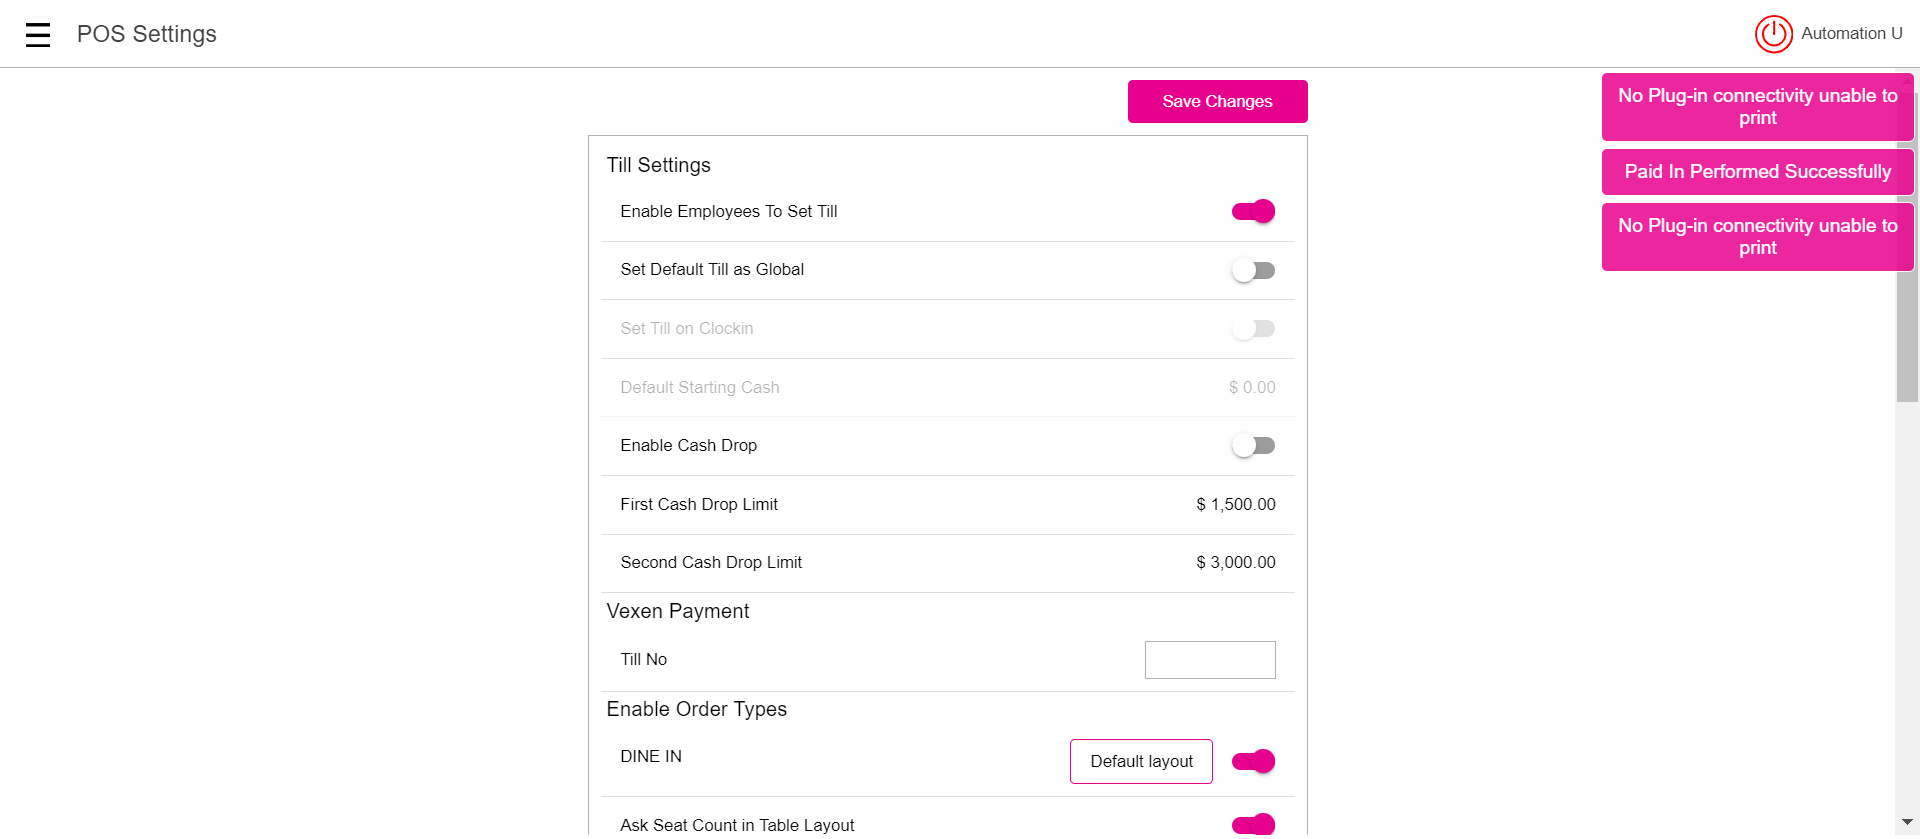 POS Settings
Automation U
Save Changes
No Plug-in connectivity unable to
print
Paid In Performed Successfully
No Plug-in connectivity unable to
print
Till Settings
Enable Employees To Set Till
Set Default Till as Global
Set Till on Clockin
Default Starting Cash $ 0.00
Enable Cash Drop
First Cash Drop Limit $ 1,500.00
Second Cash Drop Limit $ 3,000.00
Vexen Payment
Till No
Enable Order Types
DINE IN Default layout
Ask Seat Count in Table Layout